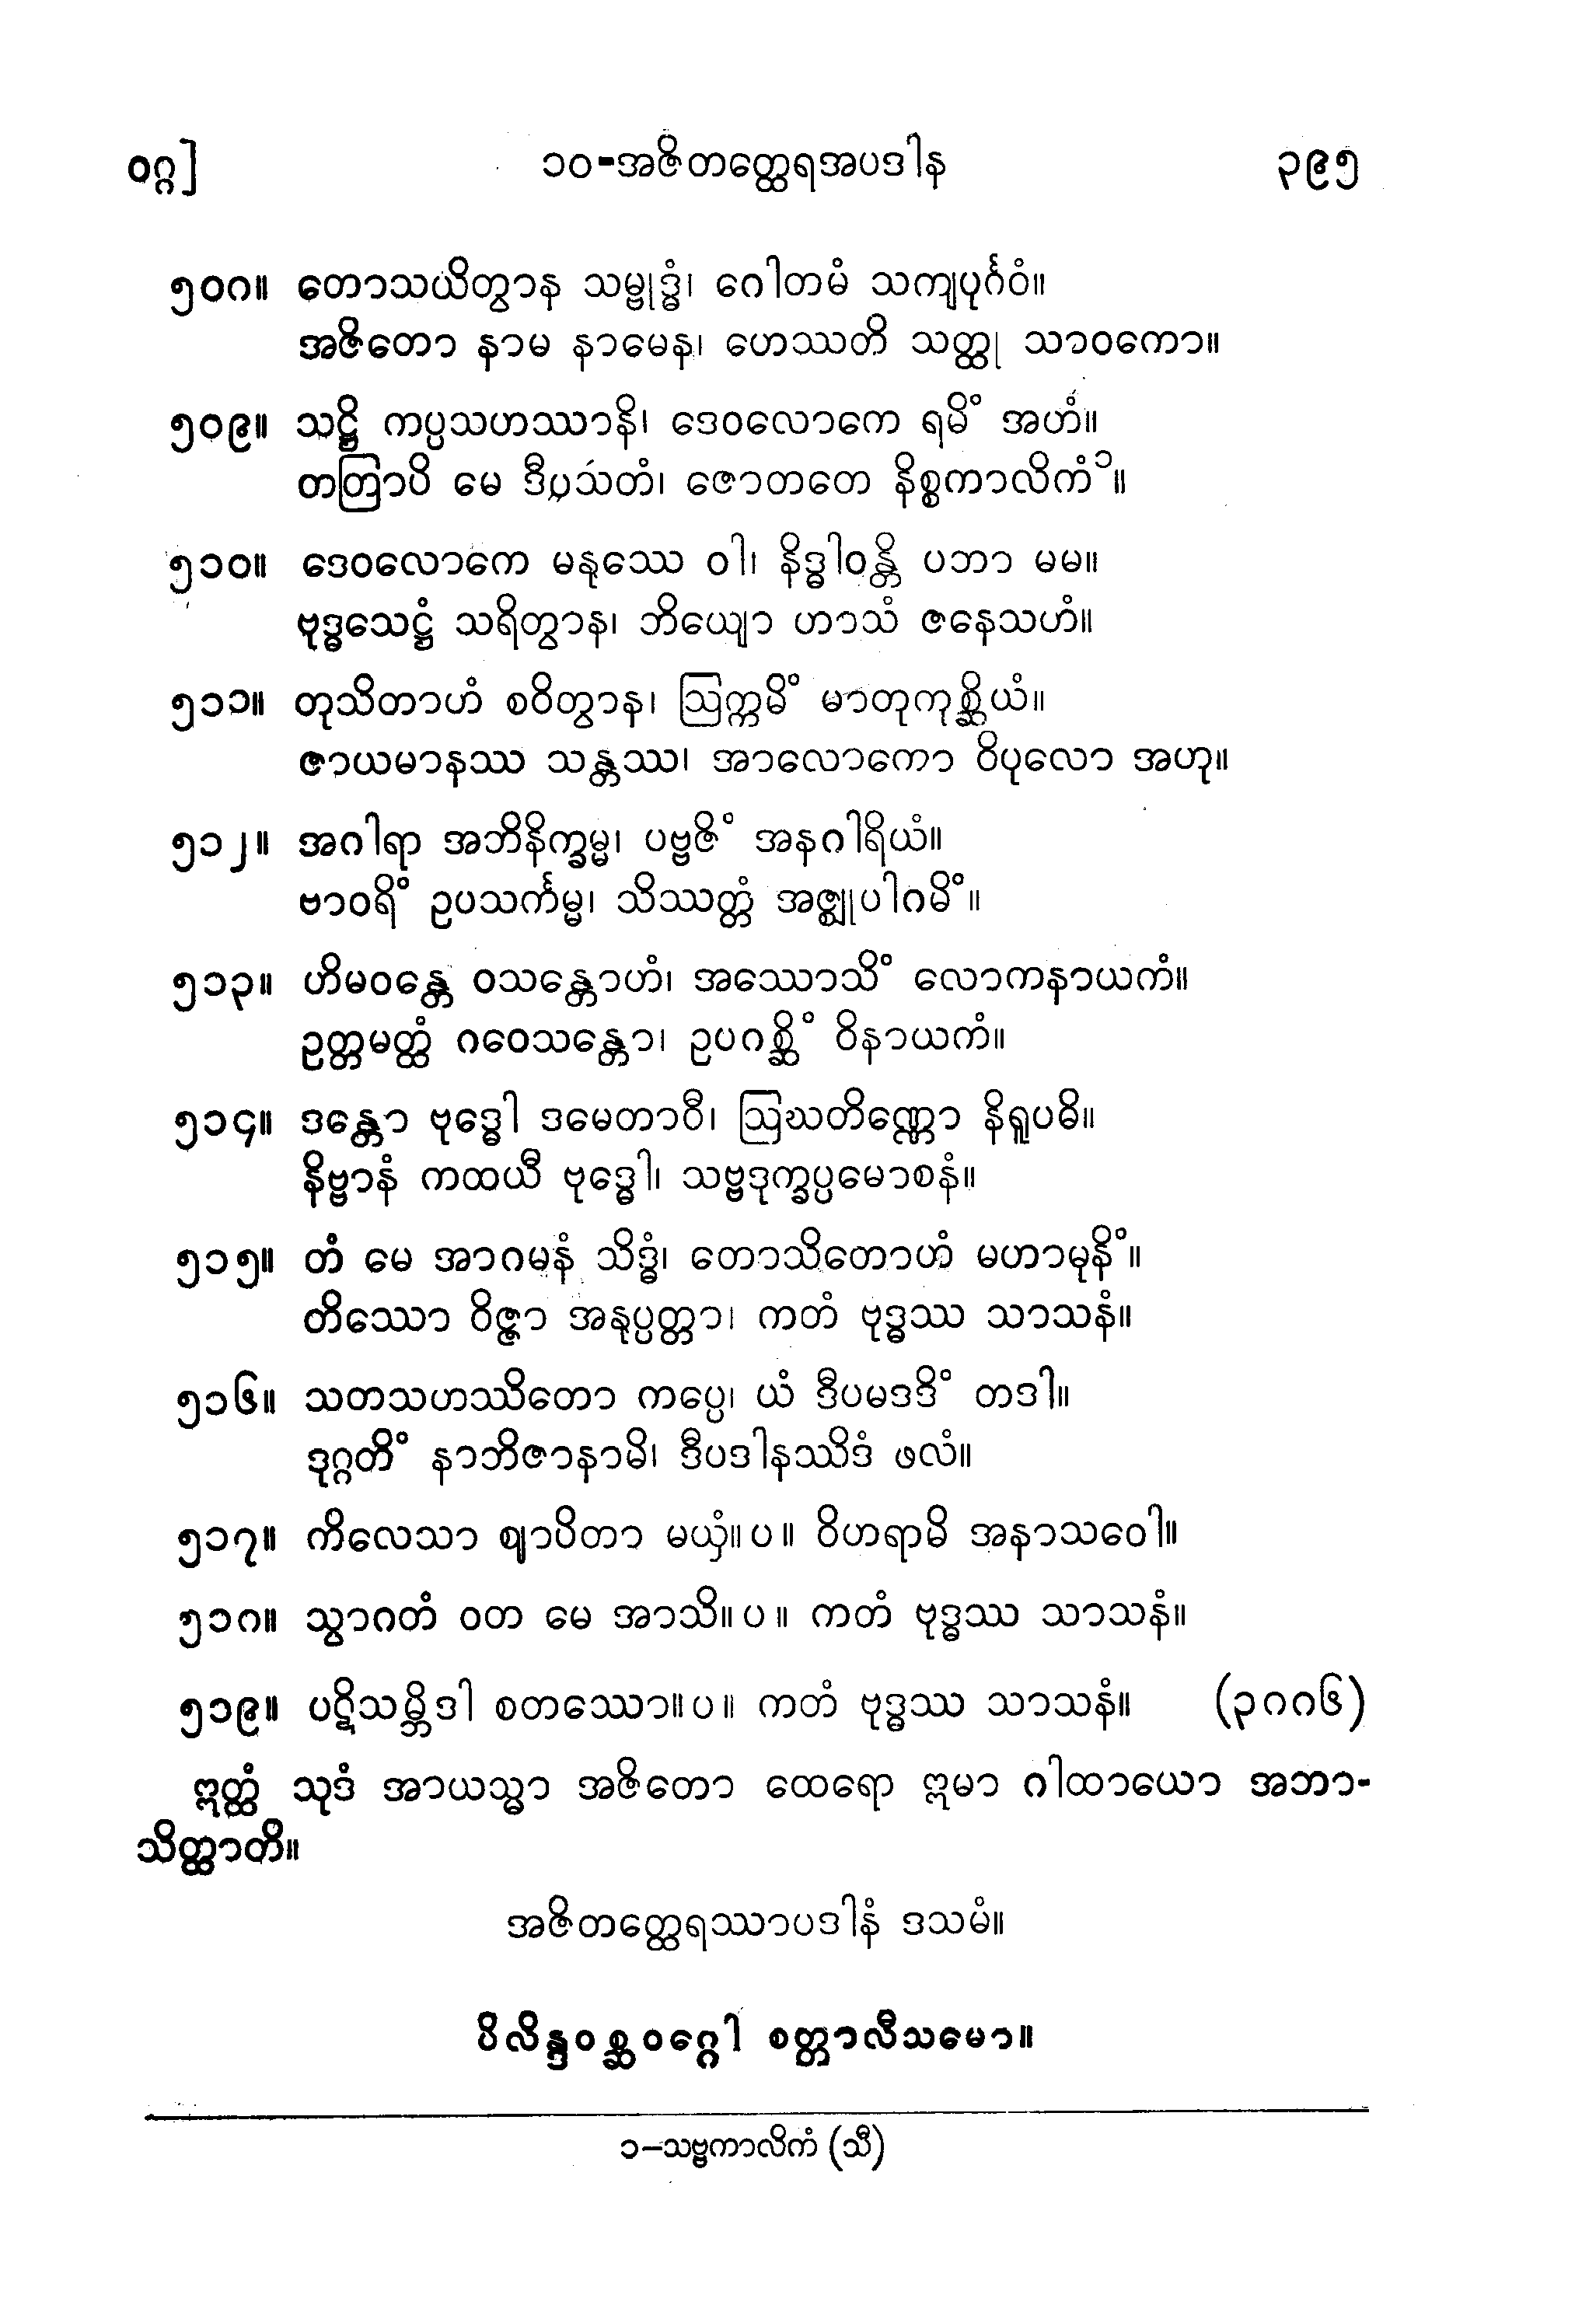 ဝဂ္ဂ] ၁၀-အဇိတတ္ထေရအပဒါန ၃၉၅
၅၀၈။ တောသယိတွာန သမ္ဗုဒ္ဓံ၊ ဂေါတမံ သကျပုင်္ဂဝံ။
အဇိတော နာမ နာမေန၊ ဟေဿတိ သတ္ထု သာဝကော။
၅၀၉။ သဋ္ဌိ ကပ္ပသဟဿာနိ၊ ဒေဝလောကေ ရမိံ အဟံ။
တတြာပိ မေ ဒီပသတံ၊ ဇောတတေ နိစ္စကာလိကံ၁။
၅၁၀။ ဒေဝလောကေ မနုဿေ ဝါ၊ နိဒ္ဓါဝန္တိ ပဘာ မမ။
ဗုဒ္ဓသေဋ္ဌံ သရိတွာန၊ ဘိယျော ဟာသံ ဇနေသဟံ။
၅၁၁။ တုသိတာဟံ စဝိတွာန၊ ဩက္ကမိံ မာတုကုစ္ဆိယံ။
ဇာယမာနဿ သန္တဿ၊ အာလောကော ဝိပုလော အဟု။
၅၁၂။ အဂါရာ အဘိနိက္ခမ္မ၊ ပဗ္ဗဇိံ အနဂါရိယံ။
ဗာဝရိံ ဥပသင်္ကမ္မ၊ သိဿတ္တံ အဇ္ဈုပါဂမိံ။
၅၁၃။ ဟိမဝန္တေ ဝသန္တောဟံ၊ အဿောသိံ လောကနာယကံ။
ဥတ္တမတ္ထံ ဂဝေသန္တော၊ ဥပဂစ္ဆိံ ဝိနာယကံ။
၅၁၄။ ဒန္တော ဗုဒ္ဓေါ ဒမေတာဝီ၊ ဩဃတိဏ္ဏော နိရူပဓိ။
နိဗ္ဗာနံ ကထယီ ဗုဒ္ဓေါ၊ သဗ္ဗဒုက္ခပ္ပမောစနံ။
၅၁၅။ တံ မေ အာဂမနံ သိဒ္ဓံ၊ တောသိတောဟံ မဟာမုနိံ။
တိဿော ဝိဇ္ဇာ အနုပ္ပတ္တာ၊ ကတံ ဗုဒ္ဓဿ သာသနံ။
၅၁၆။ သတသဟဿိတော ကပ္ပေ၊ ယံ ဒီပမဒဒိံ တဒါ။
ဒုဂ္ဂတိံ နာဘိဇာနာမိ၊ ဒီပဒါနဿိဒံ ဖလံ။
၅၁၇။ ကိလေသာ ဈာပိတာ မယှံ။ပ။ ဝိဟရာမိ အနာသဝေါ။
၅၁၈။ သွာဂတံ ဝတ မေ အာသိ။ပ။ ကတံ ဗုဒ္ဓဿ သာသနံ။
၅၁၉။ ပဋိသမ္ဘိဒါ စတဿော။ပ။ ကတံ ဗုဒ္ဓဿ သာသနံ။ (၃၈၈၆)
ဣတ္ထံ သုဒံ အာယသ္မာ အဇိတော ထေရော ဣမာ ဂါထာယော အဘာ-
သိတ္ထာတိ။
အဇိတတ္ထေရဿာပဒါနံ ဒသမံ။
ပိလိန္ဒဝစ္ဆဝဂ္ဂေါ စတ္တာလီသမော။
၁–သဗ္ဗကာလိကံ (သီ)